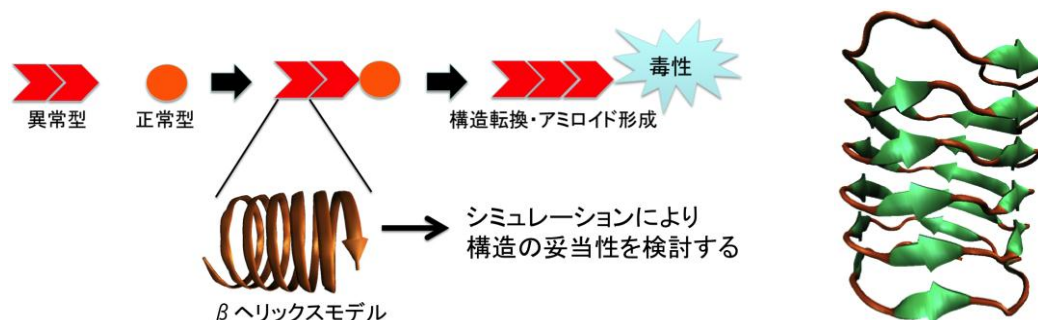 毒性
異常型
正常型
構造転換・アミロイド形成
シミュレーションにより
構造の妥当性を検討する
βヘリックスモデル